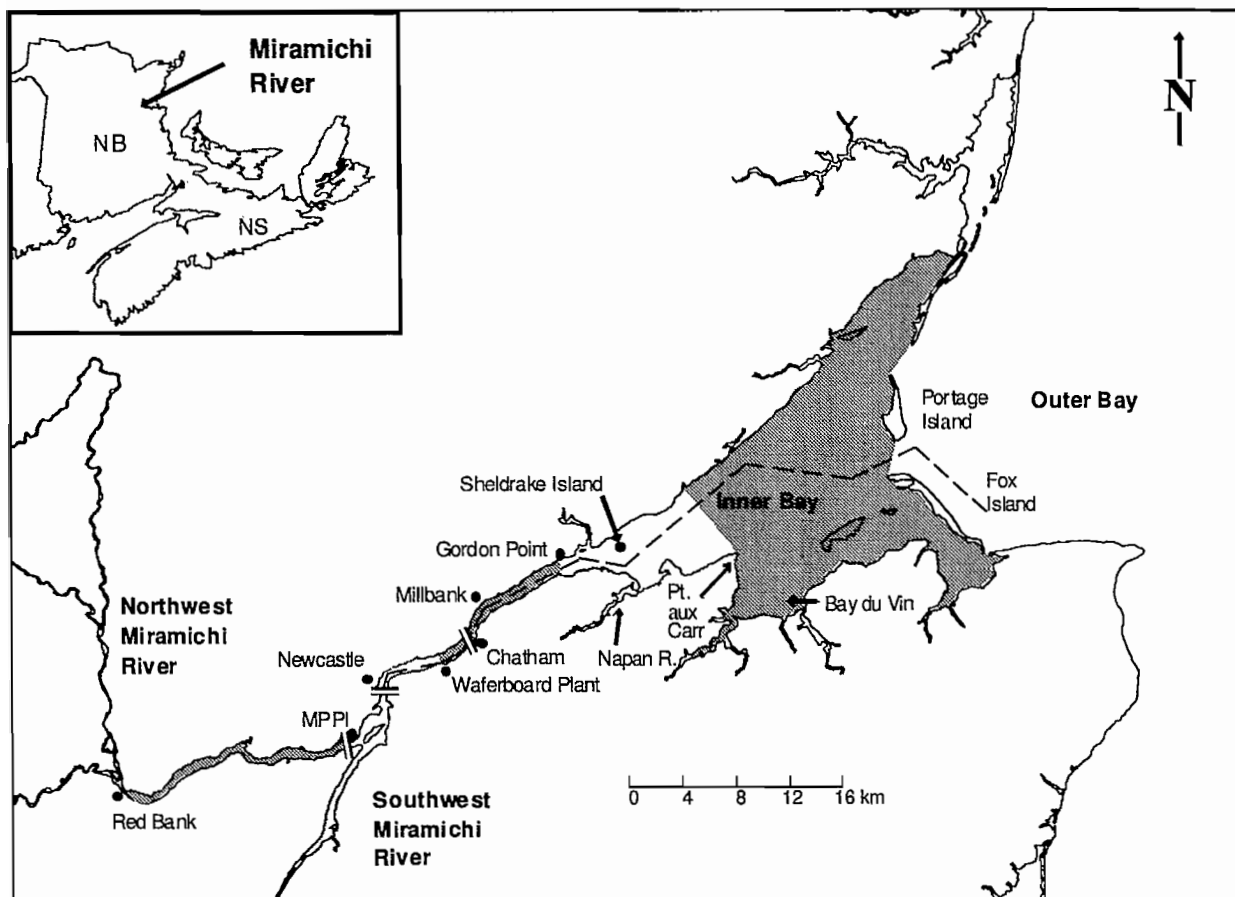 Miramichi
River
NB
NS
N
Portage
Island
Outer Bay
Sheldrake Island
Inner Bay
Fox
Island
Gordon Point
Millbank
Pt.
aux
Carr
Bay du Vin
Northwest
Miramichi
River
Newcastle
Chatham
Napan R.
Waferboard Plant
MPPI
0 4 8 12 16 km
Southwest
Miramichi
River
Red Bank